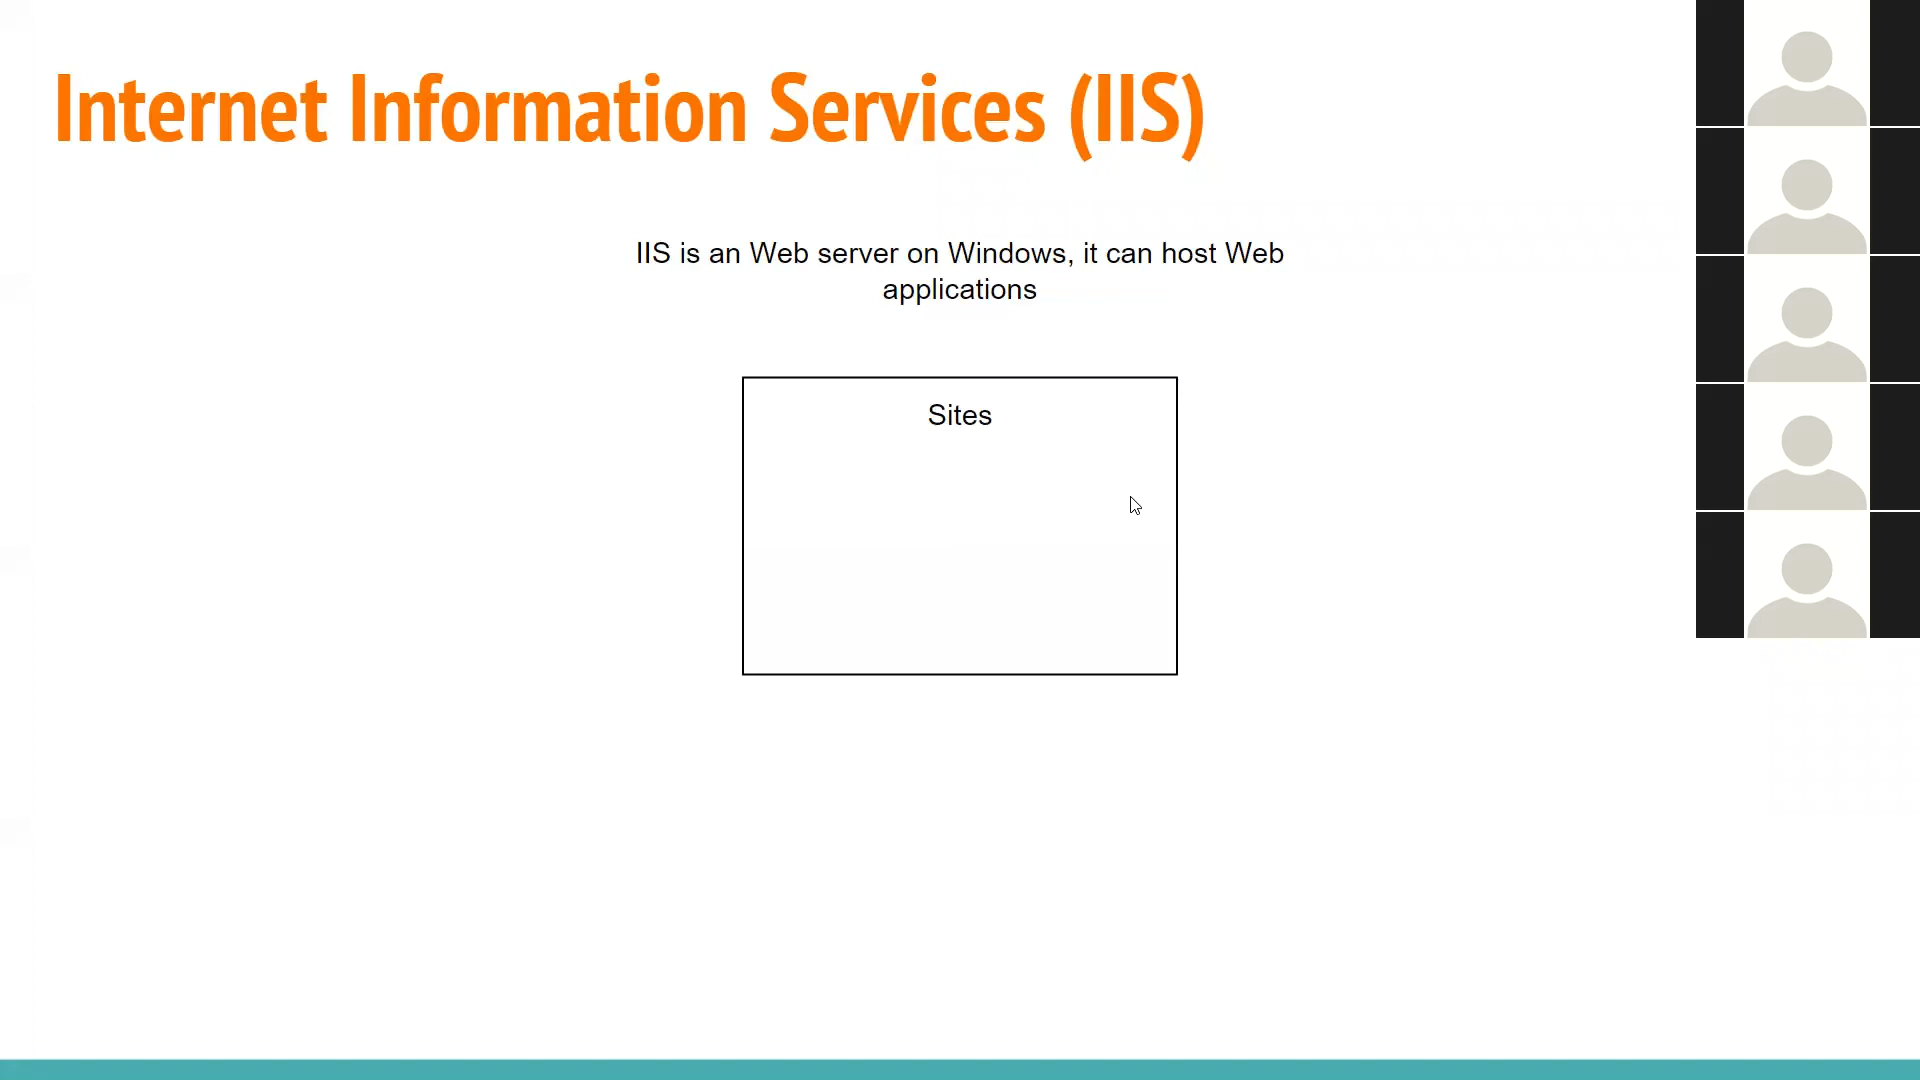 Internet Information Services (IIS)
IIS is an Web server on Windows, it can host Web
applications
Sites